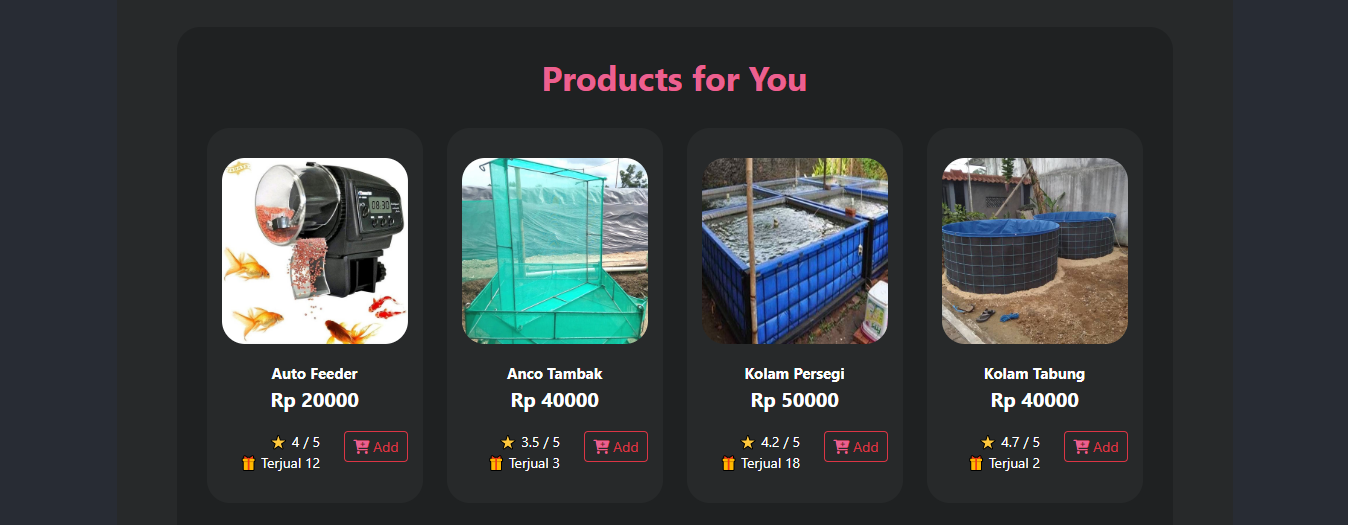 Products for You
08:30
Auto Feeder
Rp 20000
4 / 5
Terjual 12
Add
Anco Tambak
Rp 40000
3.5 / 5
Terjual 3
Add
Kolam Persegi
Rp 50000
4.2 / 5
Terjual 18
Add
Kolam Tabung
Rp 40000
4.7 / 5
Terjual 2
Add